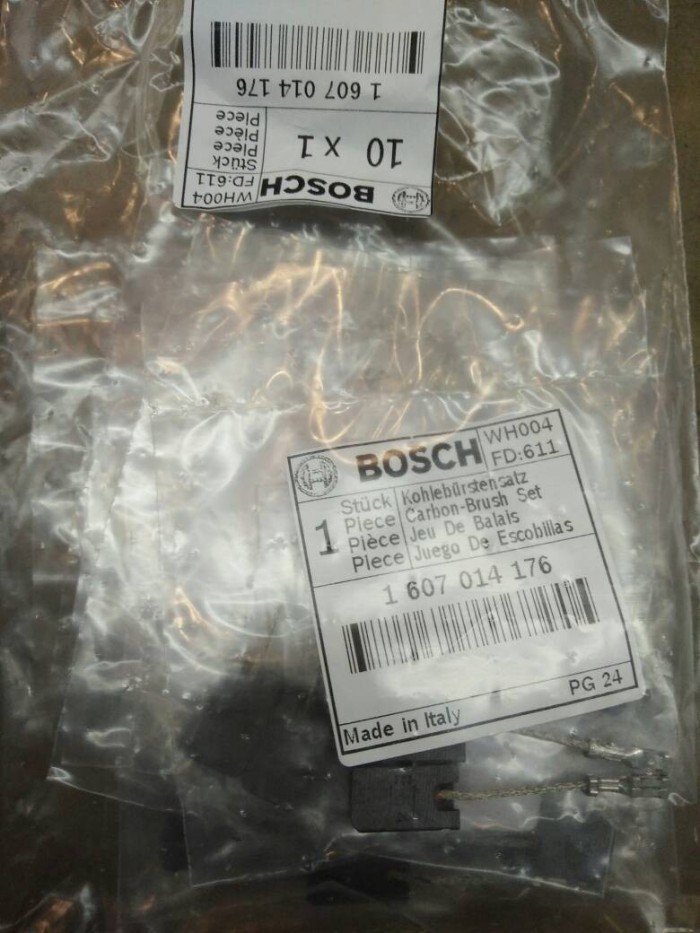 1 607 014 176
10 x 1
Stück
Piece
Pièce
Piece
BOSCH
WH004
FD:611
BOSCH
WH004
FD:611
1
Stück
Piece
Pièce
Piece
Kohlebürstensatz
Carbon-Brush Set
Jeu De Balais
Juego De Escobillas
1 607 014 176
Made in Italy
PG 24